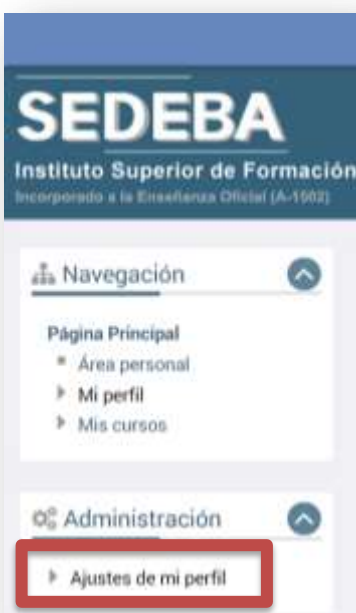 SEDEBA
Instituto Superior de Formación
Incorporado a la Enseñanza Oficial (A-1502)
Navegación
Página Principal
Área personal
Mi perfil
Mis cursos
Administración
Ajustes de mi perfil